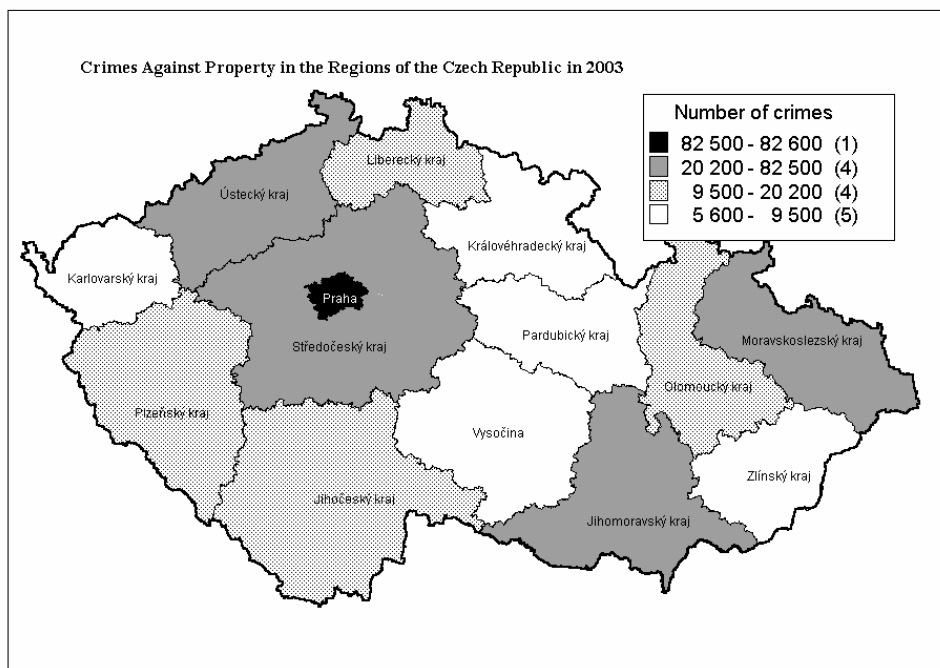 Crimes Against Property in the Regions of the Czech Republic in 2003
Number of crimes
82 500 - 82 600 (1)
20 200 - 82 500 (4)
9 500 - 20 200 (4)
5 600 - 9 500 (5)
Liberecký kraj
Ústecký kraj
Královéhradecký kraj
Karlovarský kraj
Praha
Pardubický kraj
Středočeský kraj
Moravskoslezský kraj
Olomoucký kraj
Plzeňský kraj
Vysočina
Zlínský kraj
Jihočeský kraj
Jihomoravský kraj